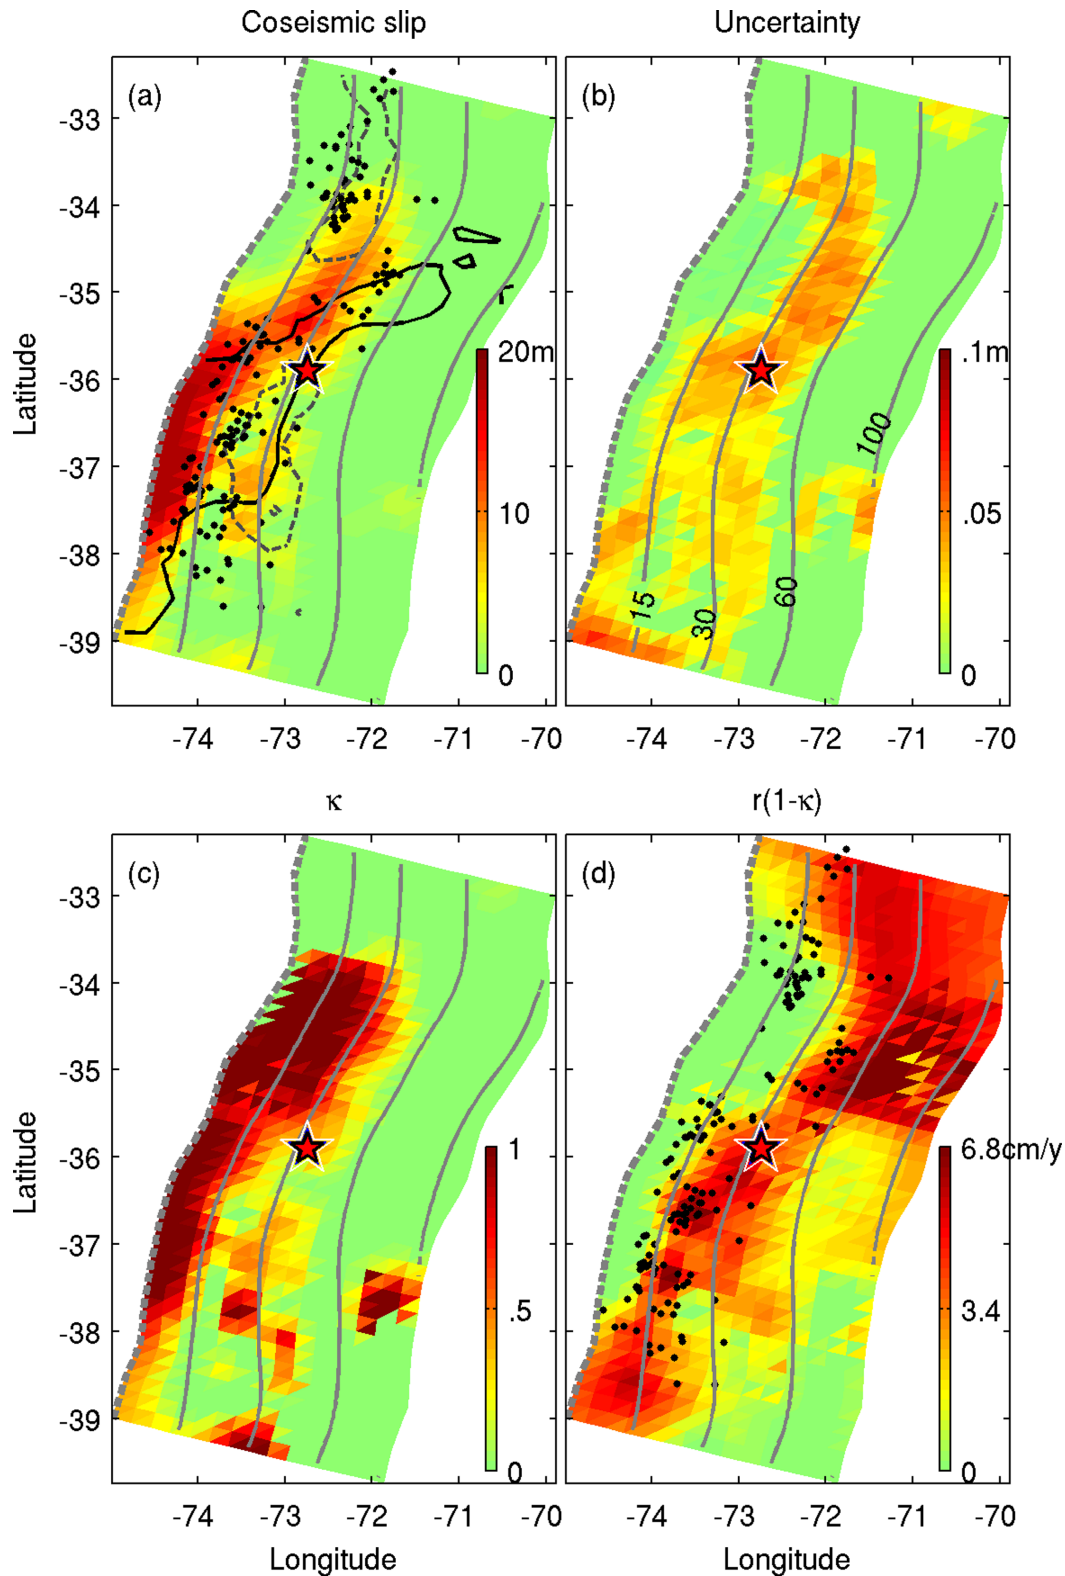 Coseismic slip
Uncertainty
(a)
(b)
-33
-34
-35
-36
-37
-38
-39
Latitude
20m
10
0
.1m
.05
0
100
15
30
60
-74 -73 -72 -71 -70
-74 -73 -72 -71 -70
κ
r(1-κ)
(c)
(d)
-33
-34
-35
-36
-37
-38
-39
Latitude
1
.5
0
6.8cm/y
3.4
0
-74 -73 -72 -71 -70
-74 -73 -72 -71 -70
Longitude
Longitude